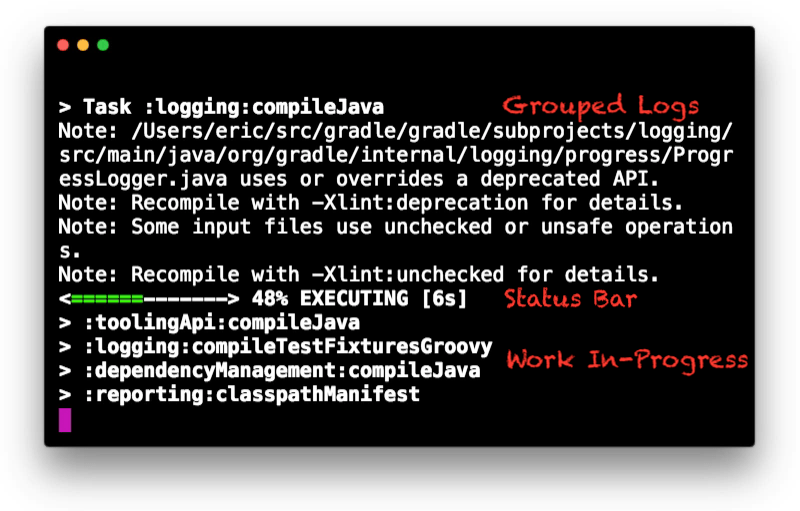 > Task :logging:compileJava Grouped Logs
Note: /Users/eric/src/gradle/gradle/subprojects/logging/
src/main/java/org/gradle/internal/logging/progress/Progr
essLogger.java uses or overrides a deprecated API.
Note: Recompile with -Xlint:deprecation for details.
Note: Some input files use unchecked or unsafe operation
s.
Note: Recompile with -Xlint:unchecked for details.
<======-------> 48% EXECUTING [6s] Status Bar
> :toolingApi:compileJava
> :logging:compileTestFixturesGroovy
Work In-Progress
> :dependencyManagement:compileJava
> :reporting:classpathManifest